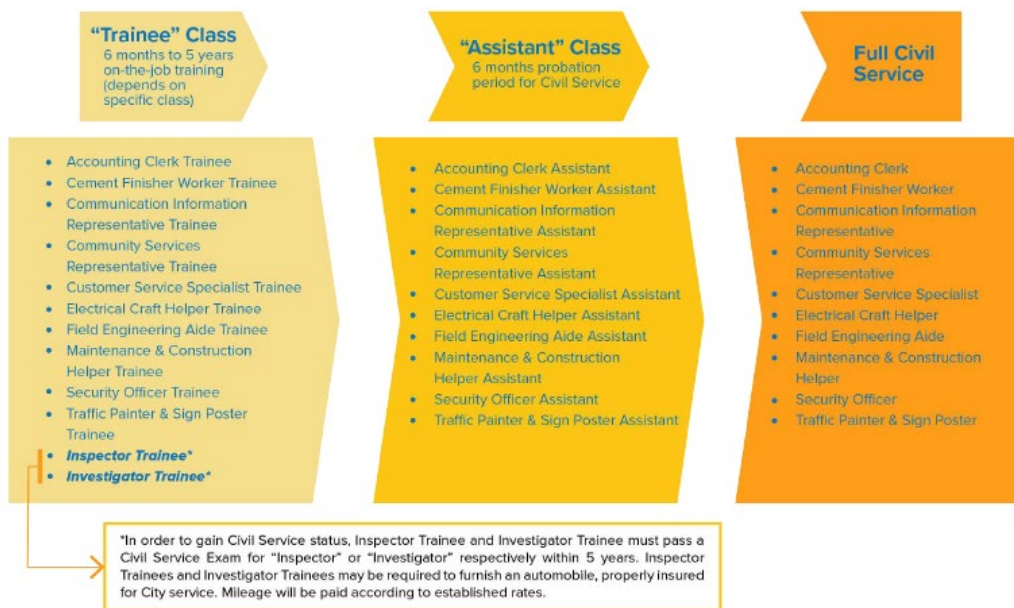 “Trainee” Class
6 months to 5 years
on-the-job training
(depends on
specific class)
“Assistant” Class
6 months probation
period for Civil Service
Full Civil
Service
• Accounting Clerk Trainee
• Cement Finisher Worker Trainee
• Communication Information
Representative Trainee
• Community Services
Representative Trainee
• Customer Service Specialist Trainee
• Electrical Craft Helper Trainee
• Field Engineering Aide Trainee
• Maintenance & Construction
Helper Trainee
• Security Officer Trainee
• Traffic Painter & Sign Poster
Trainee
• Inspector Trainee*
• Investigator Trainee*
• Accounting Clerk Assistant
• Cement Finisher Worker Assistant
• Communication Information
Representative Assistant
• Community Services
Representative Assistant
• Customer Service Specialist Assistant
• Electrical Craft Helper Assistant
• Field Engineering Aide Assistant
• Maintenance & Construction
Helper Assistant
• Security Officer Assistant
• Traffic Painter & Sign Poster Assistant
• Accounting Clerk
• Cement Finisher Worker
• Communication Information
Representative
• Community Services
Representative
• Customer Service Specialist
• Electrical Craft Helper
• Field Engineering Aide
• Maintenance & Construction
Helper
• Security Officer
• Traffic Painter & Sign Poster
*In order to gain Civil Service status, Inspector Trainee and Investigator Trainee must pass a
Civil Service Exam for “Inspector” or “Investigator” respectively within 5 years. Inspector
Trainees and Investigator Trainees may be required to furnish an automobile, properly insured
for City service. Mileage will be paid according to established rates.